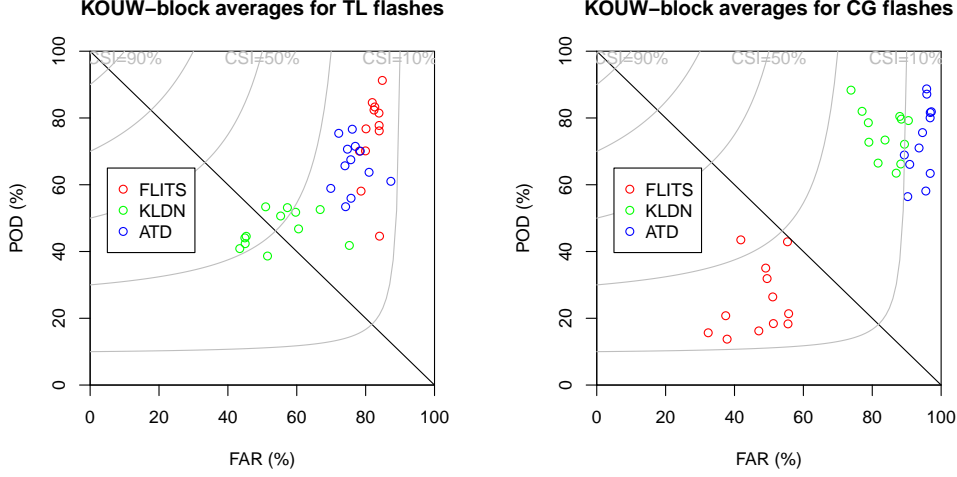 KOUW–block averages for TL flashes
CSI=90% CSI=50% CSI=10%
100
80
60
40
20
0
POD (%)
FLITS
KLDN
ATD
0 20 40 60 80 100
FAR (%)
KOUW–block averages for CG flashes
CSI=90% CSI=50% CSI=10%
100
80
60
40
20
0
POD (%)
FLITS
KLDN
ATD
0 20 40 60 80 100
FAR (%)